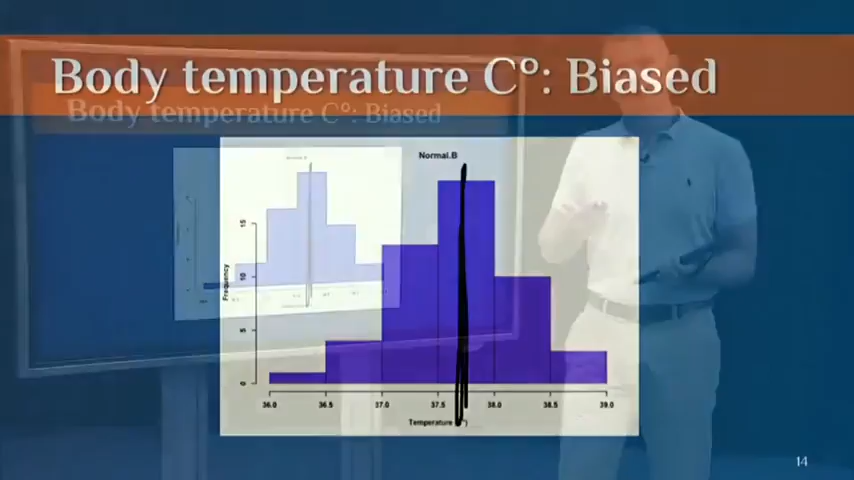 Body temperature C°: Biased
Body temperature C°: Biased
Normal.B
Frequency
15
10
5
0
36.0 36.5 37.0 37.5 38.0 38.5 39.0
Temperature
14